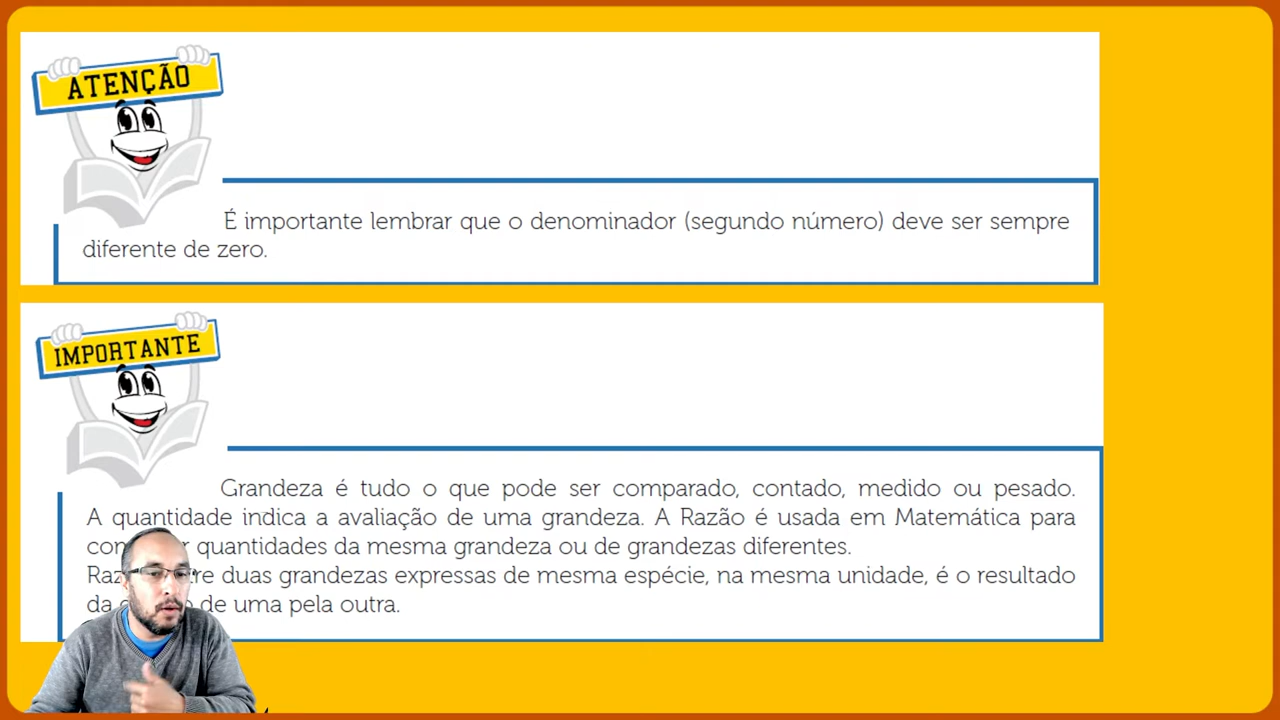 ATENÇÃO
É importante lembrar que o denominador (segundo número) deve ser sempre
diferente de zero.
IMPORTANTE
Grandeza é tudo o que pode ser comparado, contado, medido ou pesado.
A quantidade indica a avaliação de uma grandeza. A Razão é usada em Matemática para
quantidades da mesma grandeza ou de grandezas diferentes.
duas grandezas expressas de mesma espécie, na mesma unidade, é o resultado
da de uma pela outra.